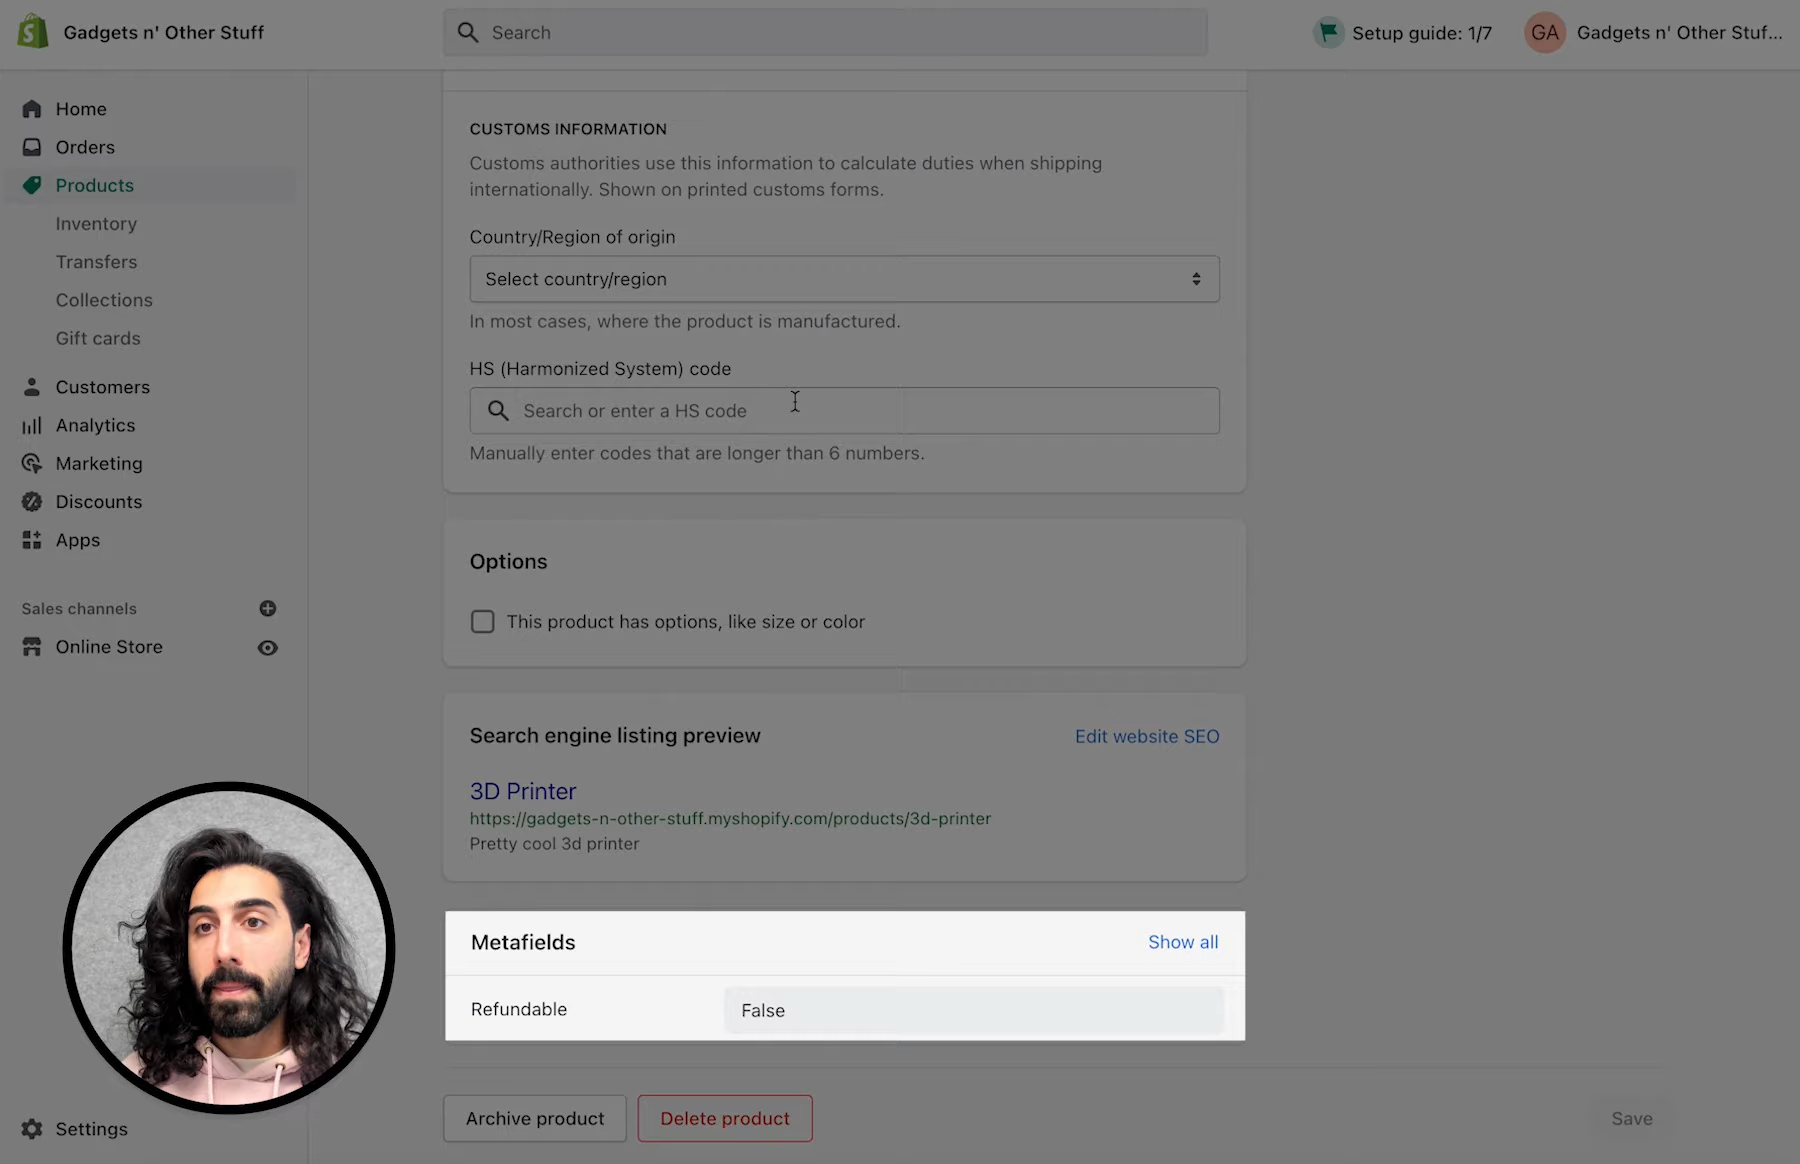 Gadgets n' Other Stuff
Search
Setup guide: 1/7
GA
Gadgets n' Other Stuf...
Home
Orders
Products
Inventory
Transfers
Collections
Gift cards
Customers
Analytics
Marketing
Discounts
Apps
Sales channels
Online Store
Settings
CUSTOMS INFORMATION
Customs authorities use this information to calculate duties when shipping
internationally. Shown on printed customs forms.
Country/Region of origin
Select country/region
In most cases, where the product is manufactured.
HS (Harmonized System) code
Search or enter a HS code
Manually enter codes that are longer than 6 numbers.
Options
This product has options, like size or color
Search engine listing preview
Edit website SEO
3D Printer
https://gadgets-n-other-stuff.myshopify.com/products/3d-printer
Pretty cool 3d printer
Metafields
Show all
Refundable
False
Archive product
Delete product
Save